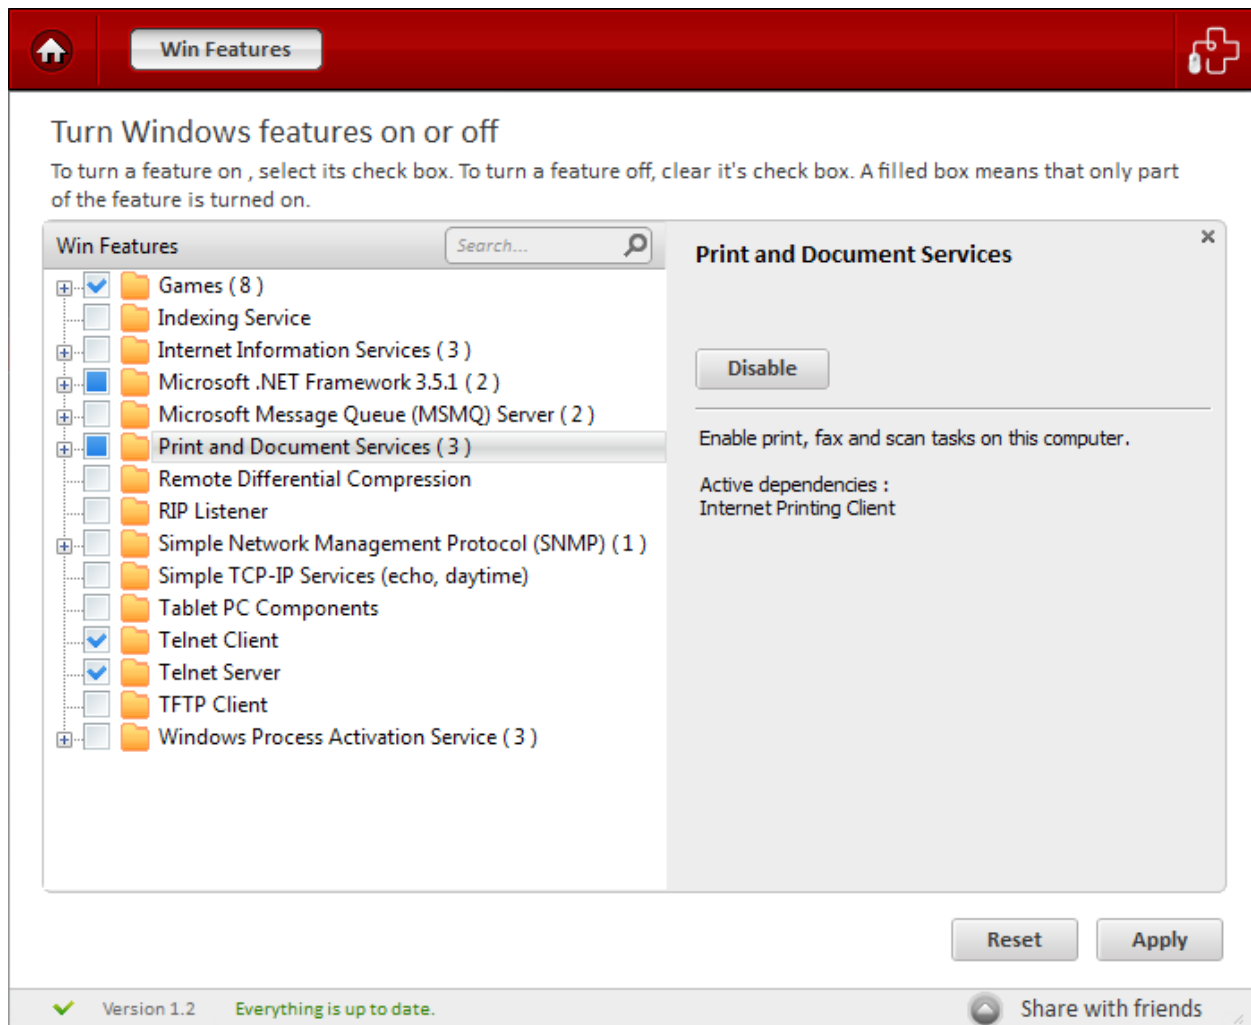 Win Features
Turn Windows features on or off
To turn a feature on , select its check box. To turn a feature off, clear it's check box. A filled box means that only part
of the feature is turned on.
Win Features
Search...
Games ( 8 )
Indexing Service
Internet Information Services ( 3 )
Microsoft .NET Framework 3.5.1 ( 2 )
Microsoft Message Queue (MSMQ) Server ( 2 )
Print and Document Services ( 3 )
Remote Differential Compression
RIP Listener
Simple Network Management Protocol (SNMP) ( 1 )
Simple TCP-IP Services (echo, daytime)
Tablet PC Components
Telnet Client
Telnet Server
TFTP Client
Windows Process Activation Service ( 3 )
Print and Document Services
Disable
Enable print, fax and scan tasks on this computer.
Active dependencies :
Internet Printing Client
Reset
Apply
Version 1.2
Everything is up to date.
Share with friends